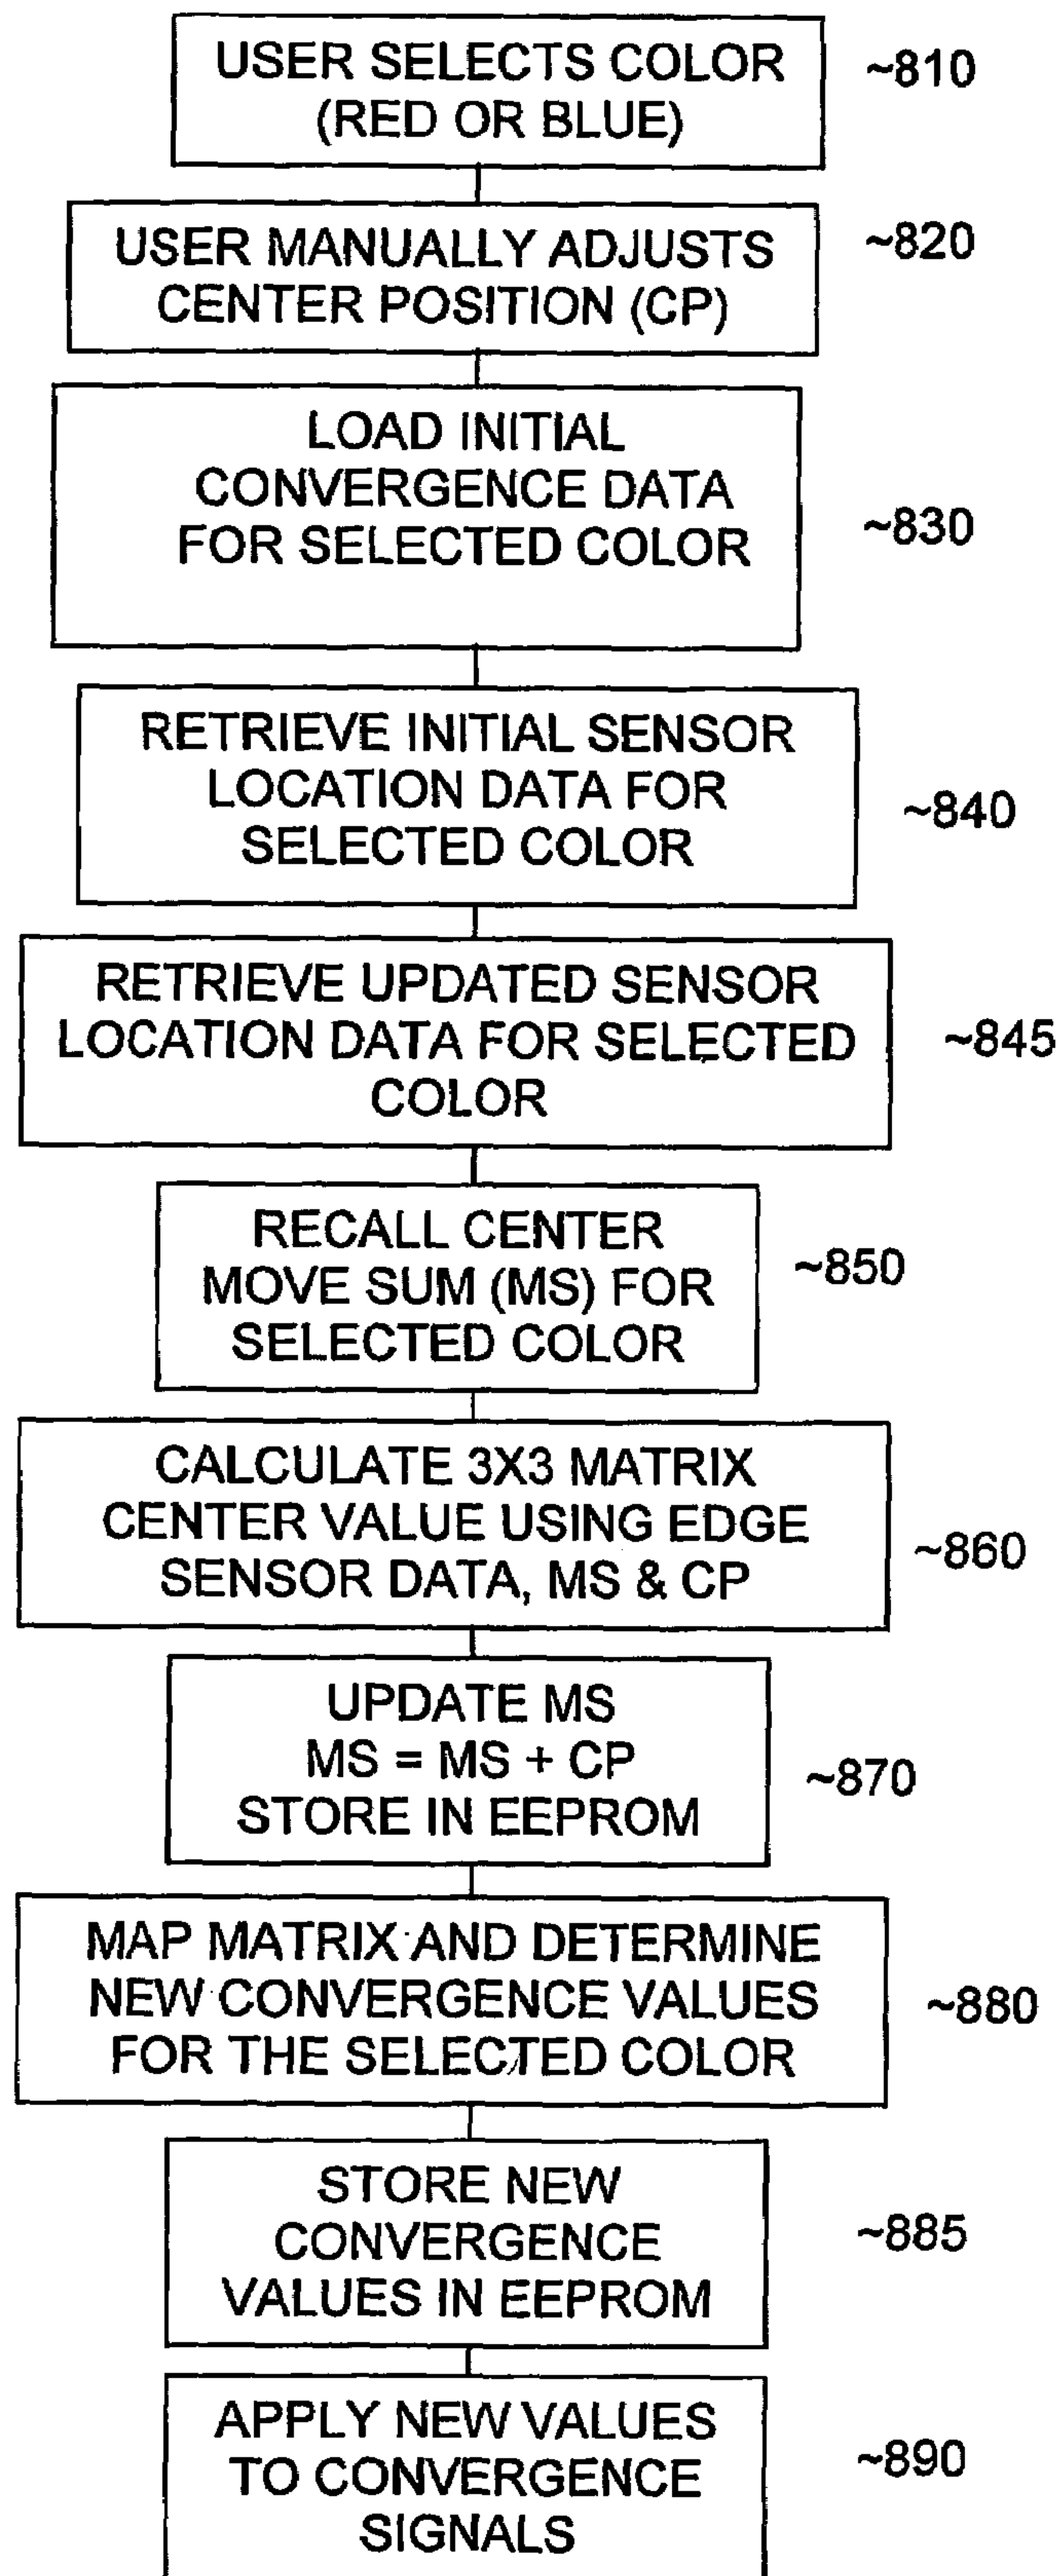 USER SELECTS COLOR
(RED OR BLUE)
~810
USER MANUALLY ADJUSTS
CENTER POSITION (CP)
~820
LOAD INITIAL
CONVERGENCE DATA
FOR SELECTED COLOR
~830
RETRIEVE INITIAL SENSOR
LOCATION DATA FOR
SELECTED COLOR
~840
RETRIEVE UPDATED SENSOR
LOCATION DATA FOR SELECTED
COLOR
~845
RECALL CENTER
MOVE SUM (MS) FOR
SELECTED COLOR
~850
CALCULATE 3X3 MATRIX
CENTER VALUE USING EDGE
SENSOR DATA, MS & CP
~860
UPDATE MS
MS = MS + CP
STORE IN EEPROM
~870
MAP MATRIX AND DETERMINE
NEW CONVERGENCE VALUES
FOR THE SELECTED COLOR
~880
STORE NEW
CONVERGENCE
VALUES IN EEPROM
~885
APPLY NEW VALUES
TO CONVERGENCE
SIGNALS
~890